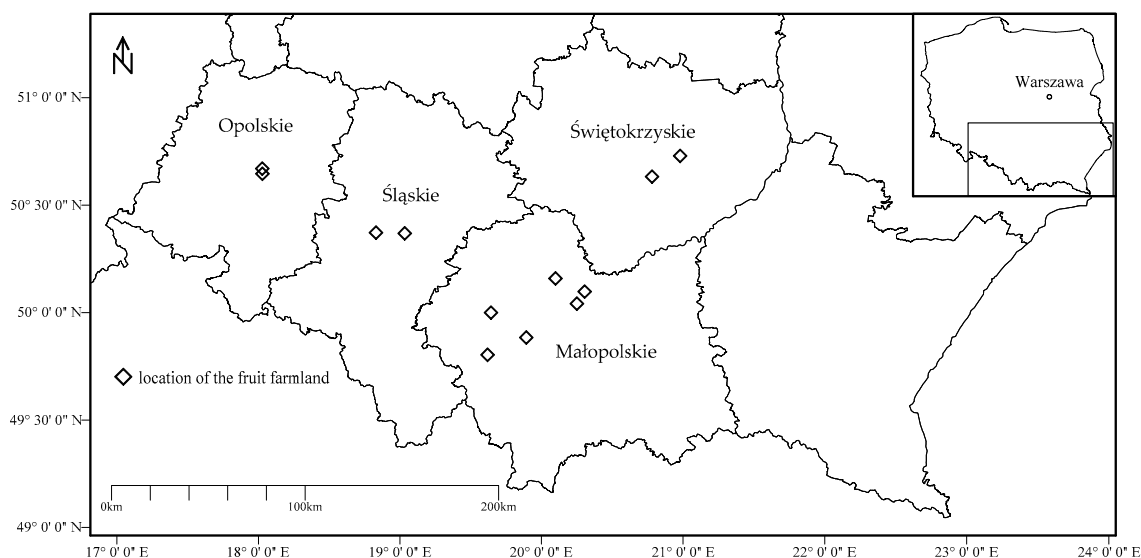 N
Warszawa
51° 0' 0" N
Opolskie
Świętokrzyskie
Śląskie
50° 30' 0" N
50° 0' 0" N
Małopolskie
location of the fruit farmland
49° 30' 0" N
0km
100km
200km
49° 0' 0" N
17° 0' 0" E
18° 0' 0" E
19° 0' 0" E
20° 0' 0" E
21° 0' 0" E
22° 0' 0" E
23° 0' 0" E
24° 0' 0" E